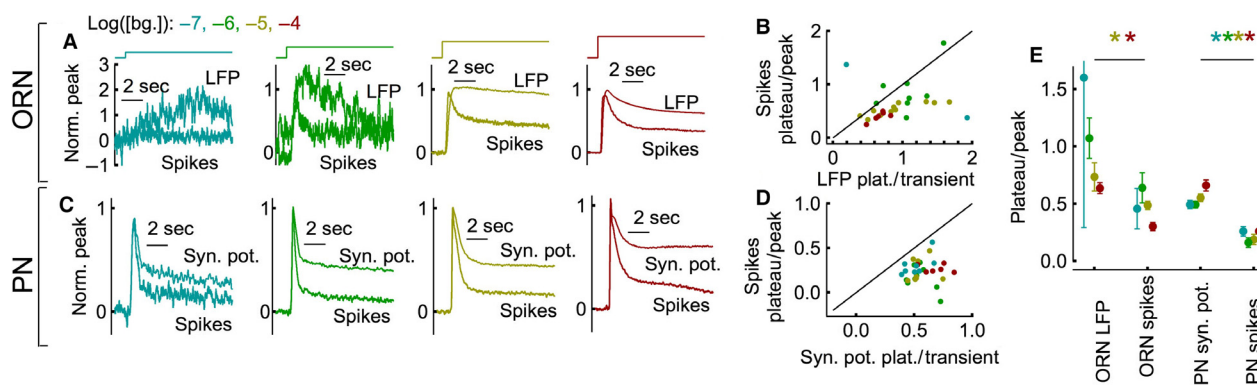 Log([bg.]): –7, –6, –5, –4
ORN
A
Norm. peak
3
2
1
0
–1
2 sec
LFP
Spikes
1
0
2 sec
LFP
Spikes
1
0
2 sec
LFP
Spikes
1
0
2 sec
LFP
Spikes
PN
C
Norm. peak
1
0
2 sec
Syn. pot.
Spikes
1
0
2 sec
Syn. pot.
Spikes
1
0
2 sec
Syn. pot.
Spikes
1
0
2 sec
Syn. pot.
Spikes
B
Spikes
plateau/peak
2
1
0
0 1 2
LFP plat./transient
D
Spikes
plateau/peak
1.0
0.5
0.0
0.0 0.5 1.0
Syn. pot. plat./transient
E
* * * * * *
Plateau/peak
1.5
1.0
0.5
0.0
ORN LFP
ORN spikes
PN syn. pot.
PN spikes